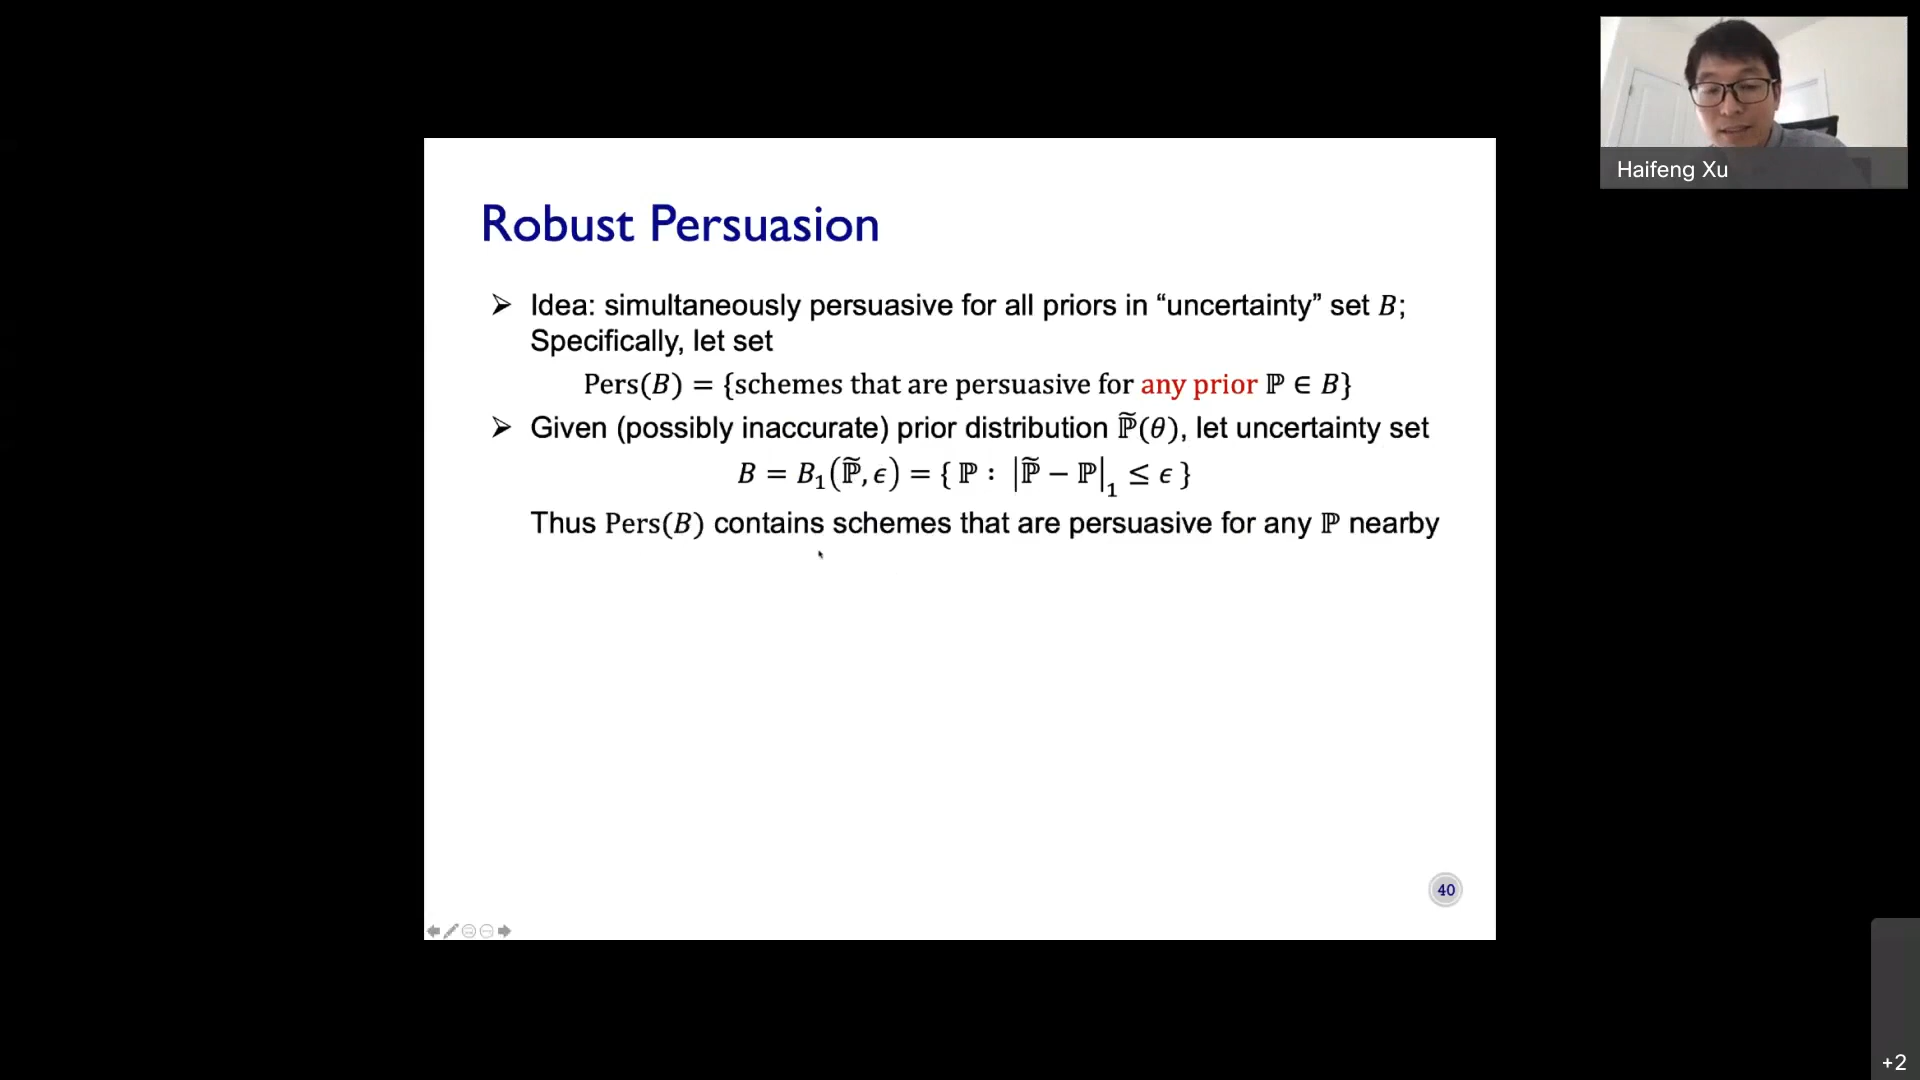 Haifeng Xu
Robust Persuasion
➢ Idea: simultaneously persuasive for all priors in “uncertainty” set B;
Specifically, let set
Pers(B) = {schemes that are persuasive for any prior ℙ ∈ B}
➢ Given (possibly inaccurate) prior distribution ℙ̃(θ), let uncertainty set
B = B₁(ℙ̃, ϵ) = { ℙ : |ℙ̃ − ℙ|₁ ≤ ϵ }
Thus Pers(B) contains schemes that are persuasive for any ℙ nearby
40
+2